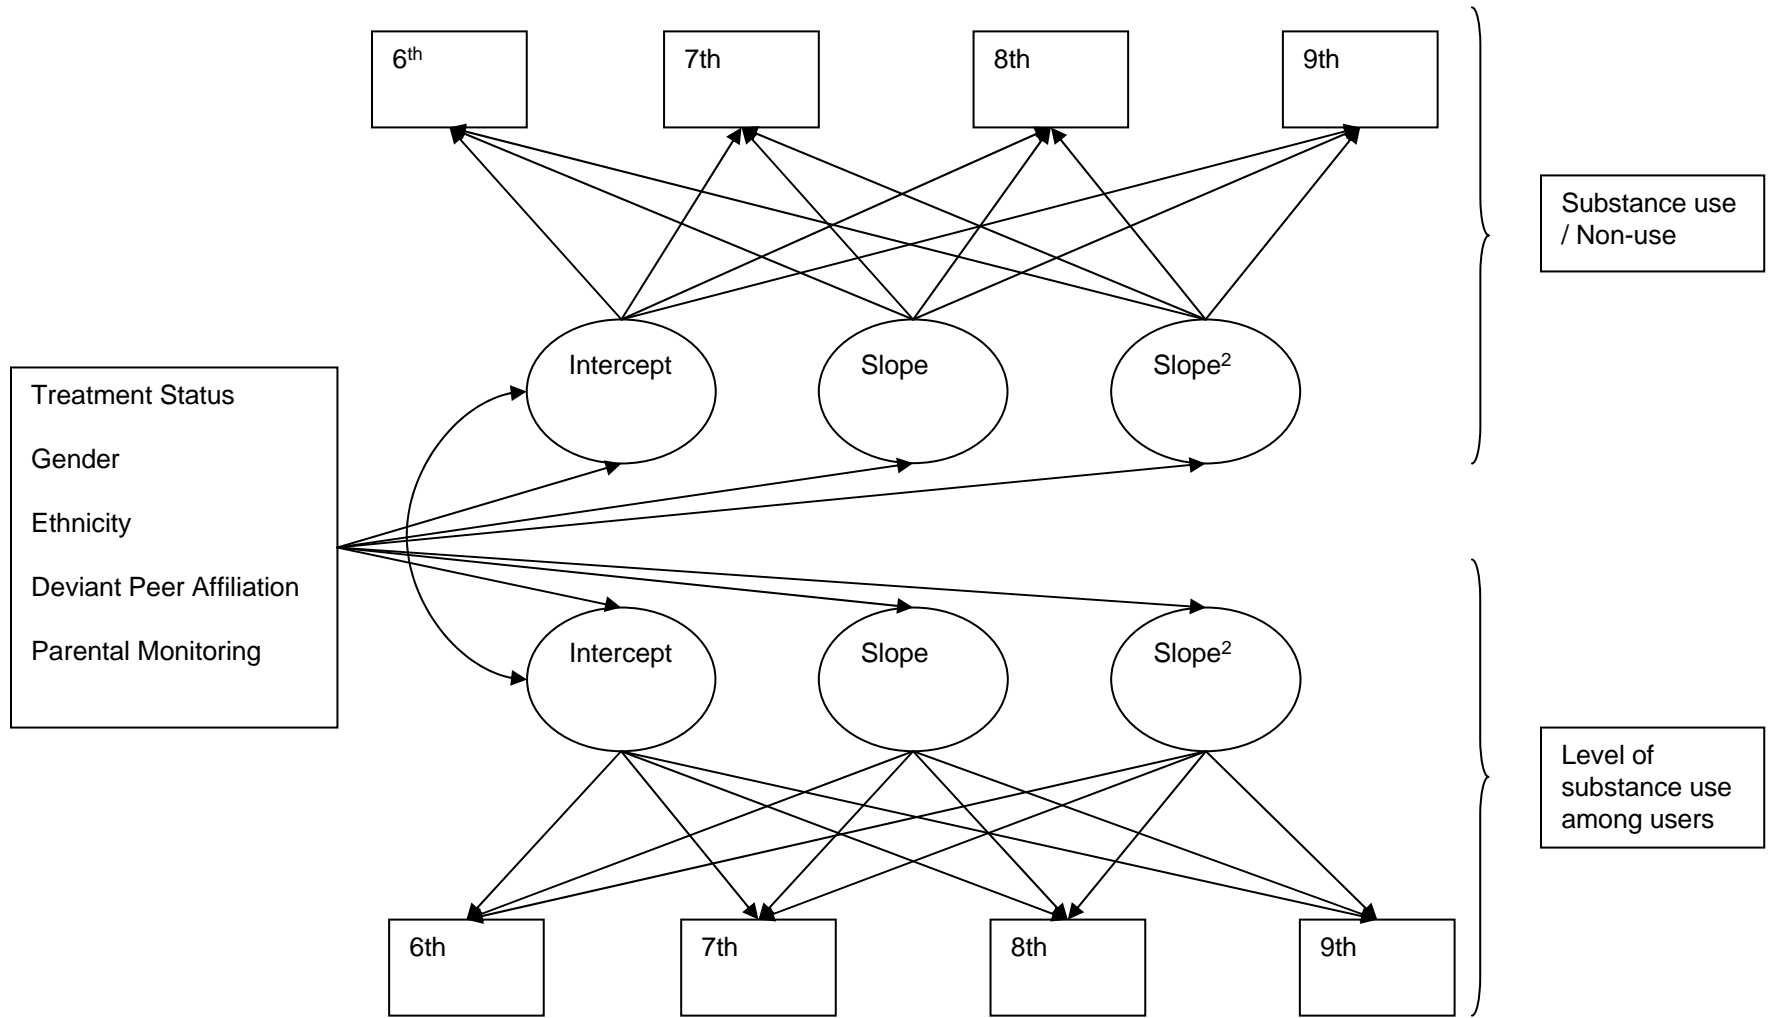 6th
7th
8th
9th
Substance use
/ Non-use
Intercept
Slope
Slope2
Treatment Status
Gender
Ethnicity
Deviant Peer Affiliation
Parental Monitoring
Intercept
Slope
Slope2
Level of
substance use
among users
6th
7th
8th
9th